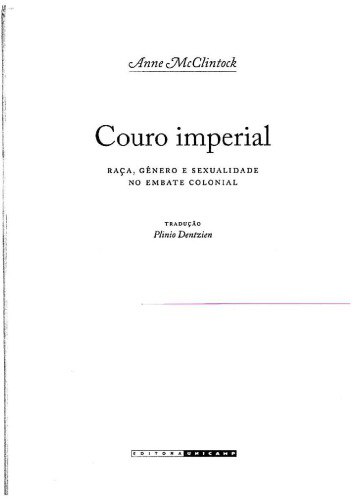 Anne McClintock
Couro imperial
RAÇA, GÊNERO E SEXUALIDADE
NO EMBATE COLONIAL
TRADUÇÃO
Plinio Dentzien
EDITORA UNICAMP